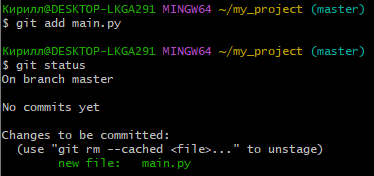 Кирилл@DESKTOP-LKGA291 MINGW64 ~/my_project (master)
$ git add main.py
Кирилл@DESKTOP-LKGA291 MINGW64 ~/my_project (master)
$ git status
On branch master
No commits yet
Changes to be committed:
(use "git rm --cached <file>..." to unstage)
new file:   main.py